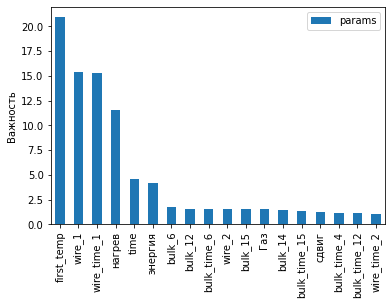 params
Важность
22.5
20.0
17.5
15.0
12.5
10.0
7.5
5.0
2.5
0.0
first_temp
wire_1
wire_time_1
нагрев
time
энергия
bulk_6
bulk_12
bulk_time_6
wire_2
bulk_15
Газ
bulk_14
bulk_time_15
сдвиг
bulk_time_4
bulk_time_12
wire_time_2